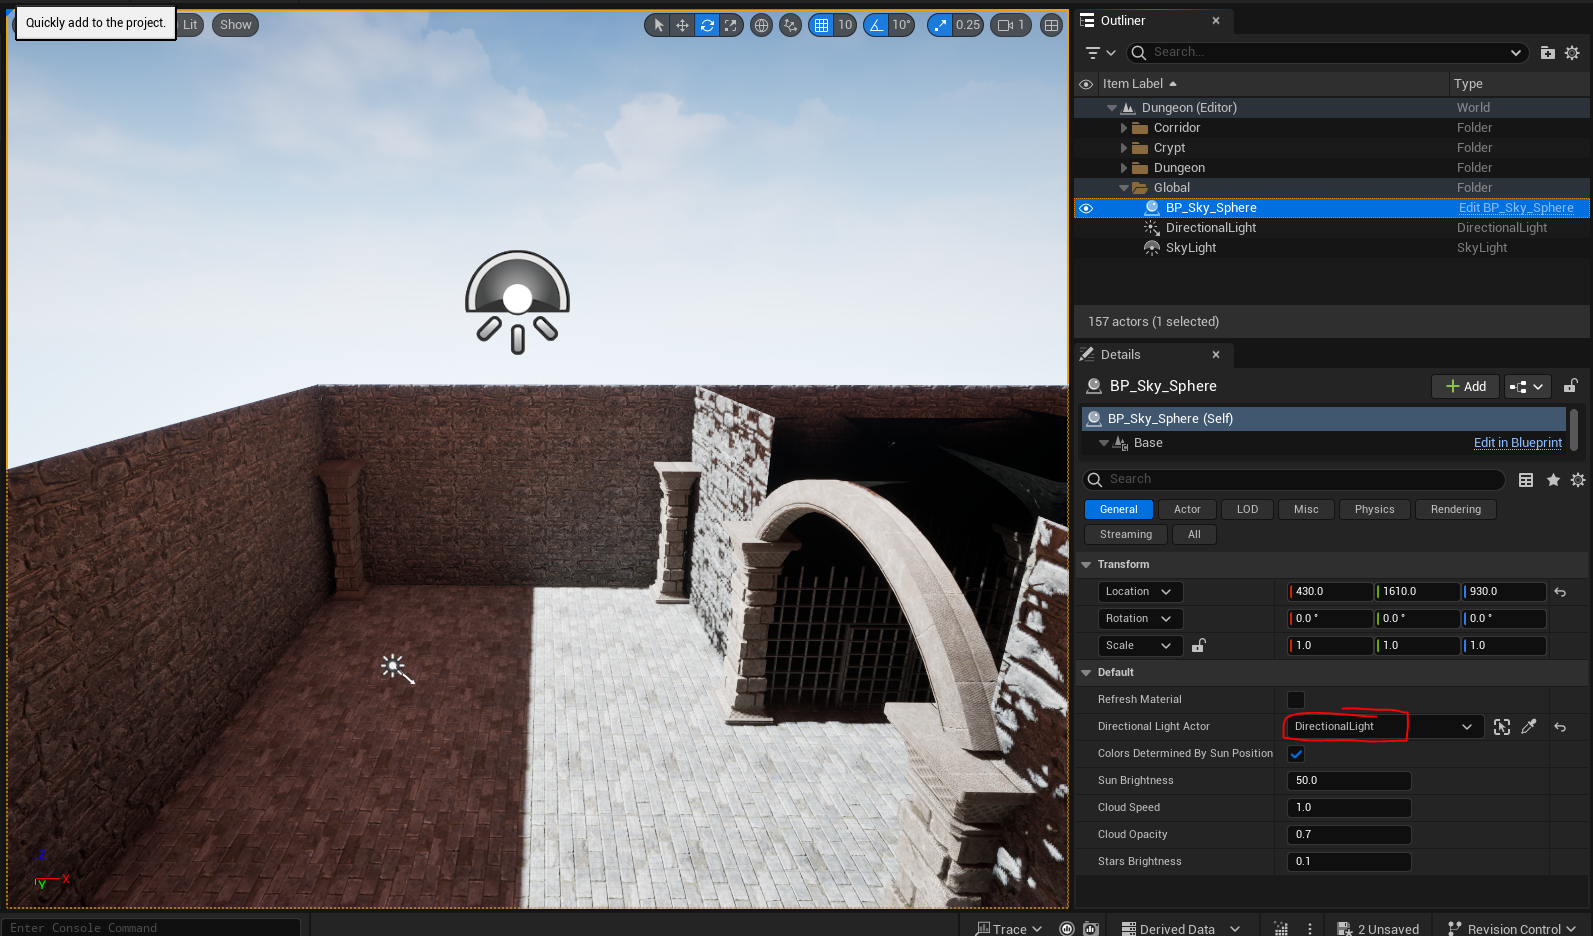 Quickly add to the project.
Lit
Show
10
10°
0.25
1
Outliner
Search...
Item Label
Type
Dungeon (Editor)
World
Corridor
Folder
Crypt
Folder
Dungeon
Folder
Global
Folder
BP_Sky_Sphere
Edit BP_Sky_Sphere
DirectionalLight
DirectionalLight
SkyLight
SkyLight
157 actors (1 selected)
Details
BP_Sky_Sphere
Add
BP_Sky_Sphere (Self)
Base
Edit in Blueprint
Search
General
Actor
LOD
Misc
Physics
Rendering
Streaming
All
Transform
Location
430.0
1610.0
930.0
Rotation
0.0 °
0.0 °
0.0 °
Scale
1.0
1.0
1.0
Default
Refresh Material
Directional Light Actor
DirectionalLight
Colors Determined By Sun Position
Sun Brightness
50.0
Cloud Speed
1.0
Cloud Opacity
0.7
Stars Brightness
0.1
Z
X
Y
Enter Console Command
Trace
Derived Data
2 Unsaved
Revision Control